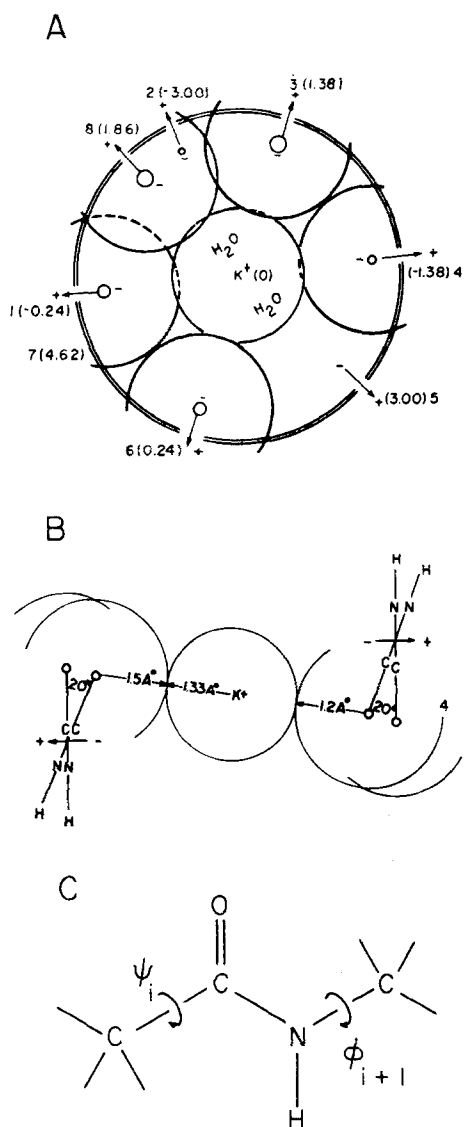 A
2(-3.00)
+
-
3(1.38)
+
-
8(1.86)
+
-
H2O
K+(0)
H2O
-
+
(-1.38)4
+
-
1(-0.24)
7(4.62)
-
+(3.00)5
-
6(0.24)
+
B
H
H
N N
- +
C C
O
O
20°
1.5A°
1.33A°
K+
1.2A°
O
20°
O
4
C C
+ -
N N
H
H
C
O
ψi
C
C
C
N
ϕi + 1
H